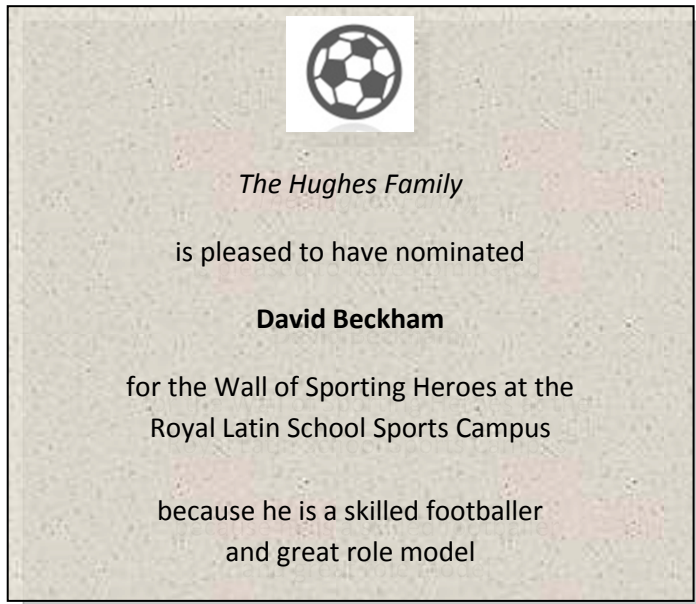 The Hughes Family
is pleased to have nominated
David Beckham
for the Wall of Sporting Heroes at the
Royal Latin School Sports Campus
because he is a skilled footballer
and great role model